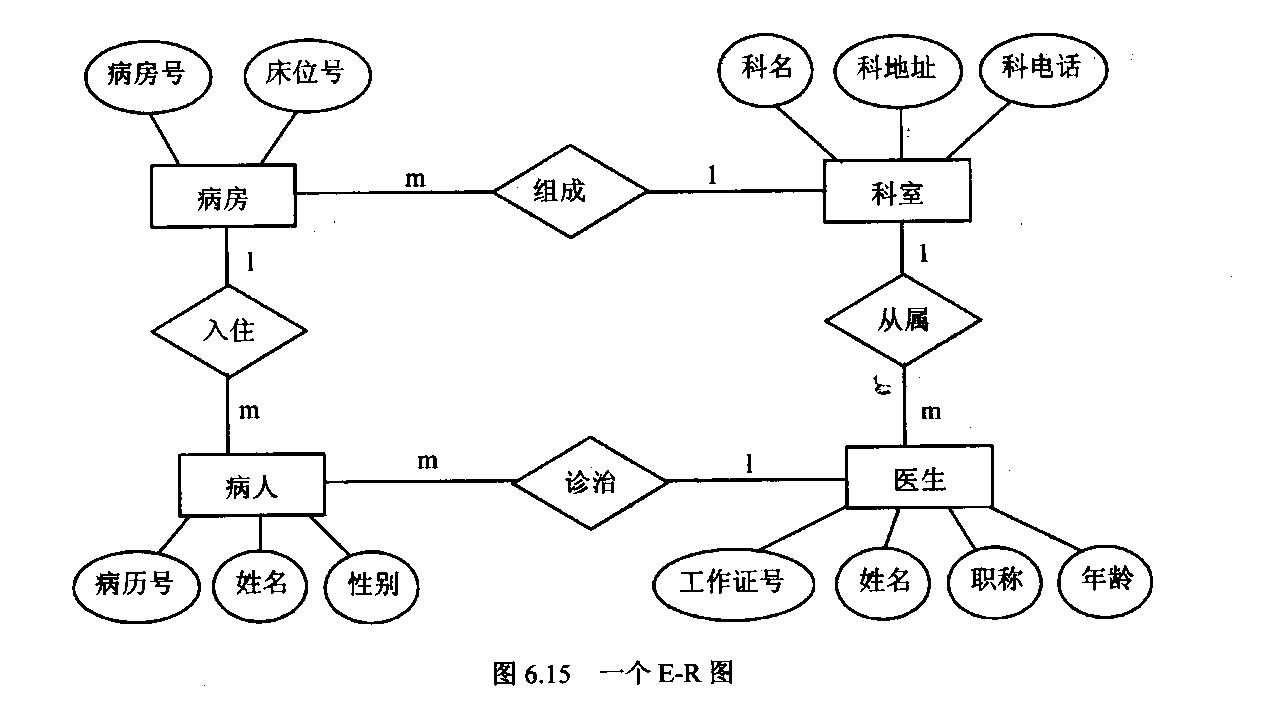 病房号
床位号
科名
科地址
科电话
病房
m
组成
1
科室
1
1
入住
从属
m
m
病人
m
诊治
1
医生
病历号
姓名
性别
工作证号
姓名
职称
年龄
图 6.15 一个 E-R 图